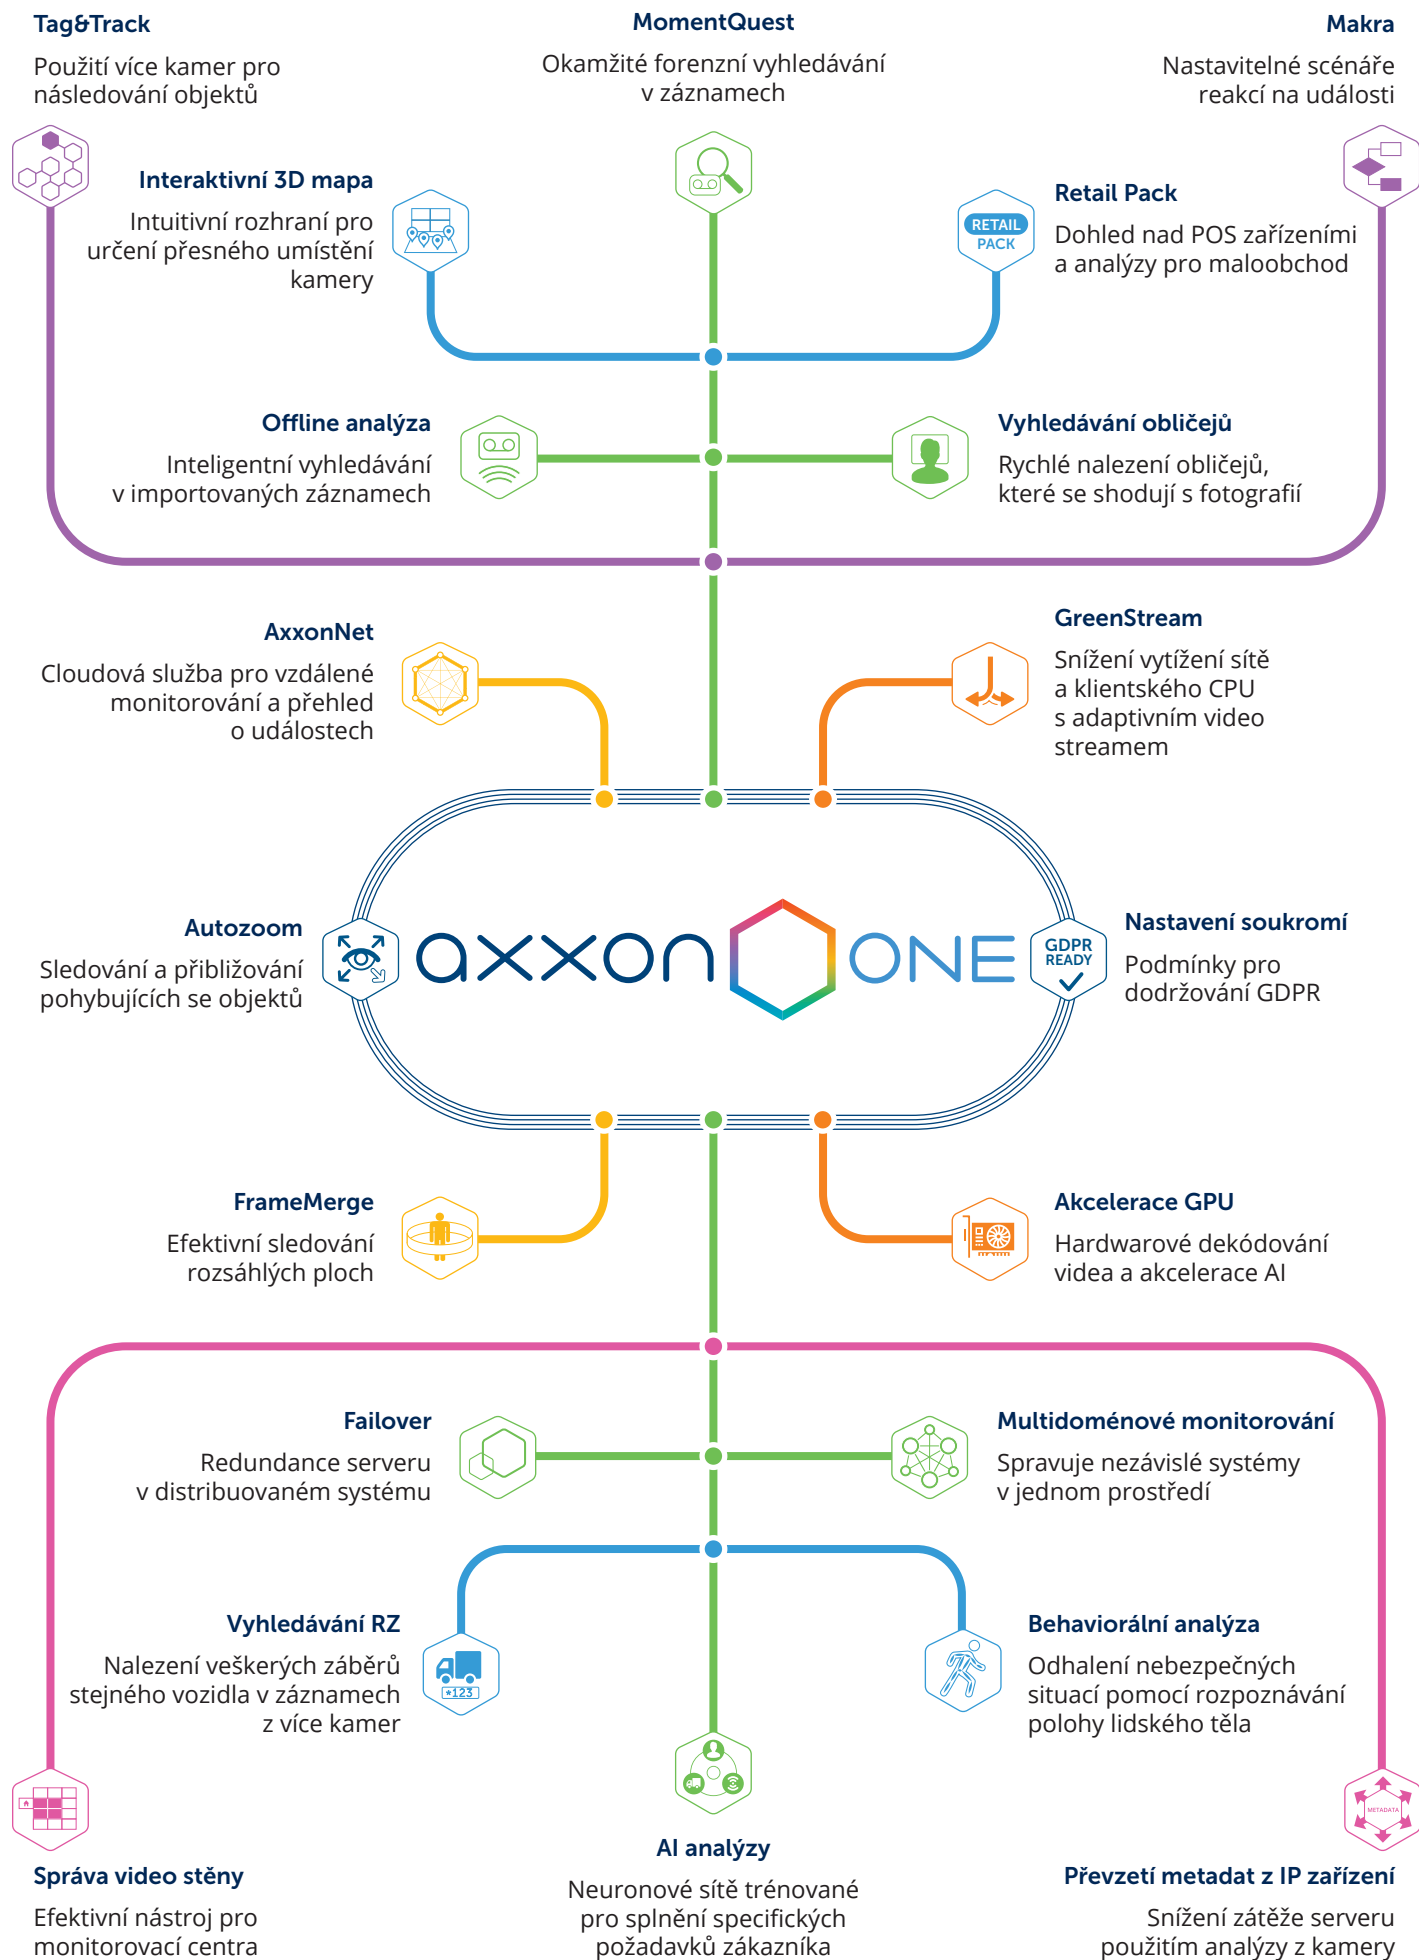 Tag&Track
Použití více kamer pro
následování objektů
MomentQuest
Okamžité forenzní vyhledávání
v záznamech
Makra
Nastavitelné scénáře
reakcí na události
Interaktivní 3D mapa
Intuitivní rozhraní pro
určení přesného umístění
kamery
RETAIL
PACK
Retail Pack
Dohled nad POS zařízeními
a analýzy pro maloobchod
Offline analýza
Inteligentní vyhledávání
v importovaných záznamech
Vyhledávání obličejů
Rychlé nalezení obličejů,
které se shodují s fotografií
AxxonNet
Cloudová služba pro vzdálené
monitorování a přehled
o událostech
GreenStream
Snížení vytížení sítě
a klientského CPU
s adaptivním video
streamem
Autozoom
Sledování a přibližování
pohybujících se objektů
axxon ONE
GDPR
READY
Nastavení soukromí
Podmínky pro
dodržování GDPR
FrameMerge
Efektivní sledování
rozsáhlých ploch
Akcelerace GPU
Hardwarové dekódování
videa a akcelerace AI
Failover
Redundance serveru
v distribuovaném systému
Multidoménové monitorování
Spravuje nezávislé systémy
v jednom prostředí
Vyhledávání RZ
Nalezení veškerých záběrů
stejného vozidla v záznamech
z více kamer
*123
Behaviorální analýza
Odhalení nebezpečných
situací pomocí rozpoznávání
polohy lidského těla
Správa video stěny
Efektivní nástroj pro
monitorovací centra
AI analýzy
Neuronové sítě trénované
pro splnění specifických
požadavků zákazníka
METADATA
Převzetí metadat z IP zařízení
Snížení zátěže serveru
použitím analýzy z kamery